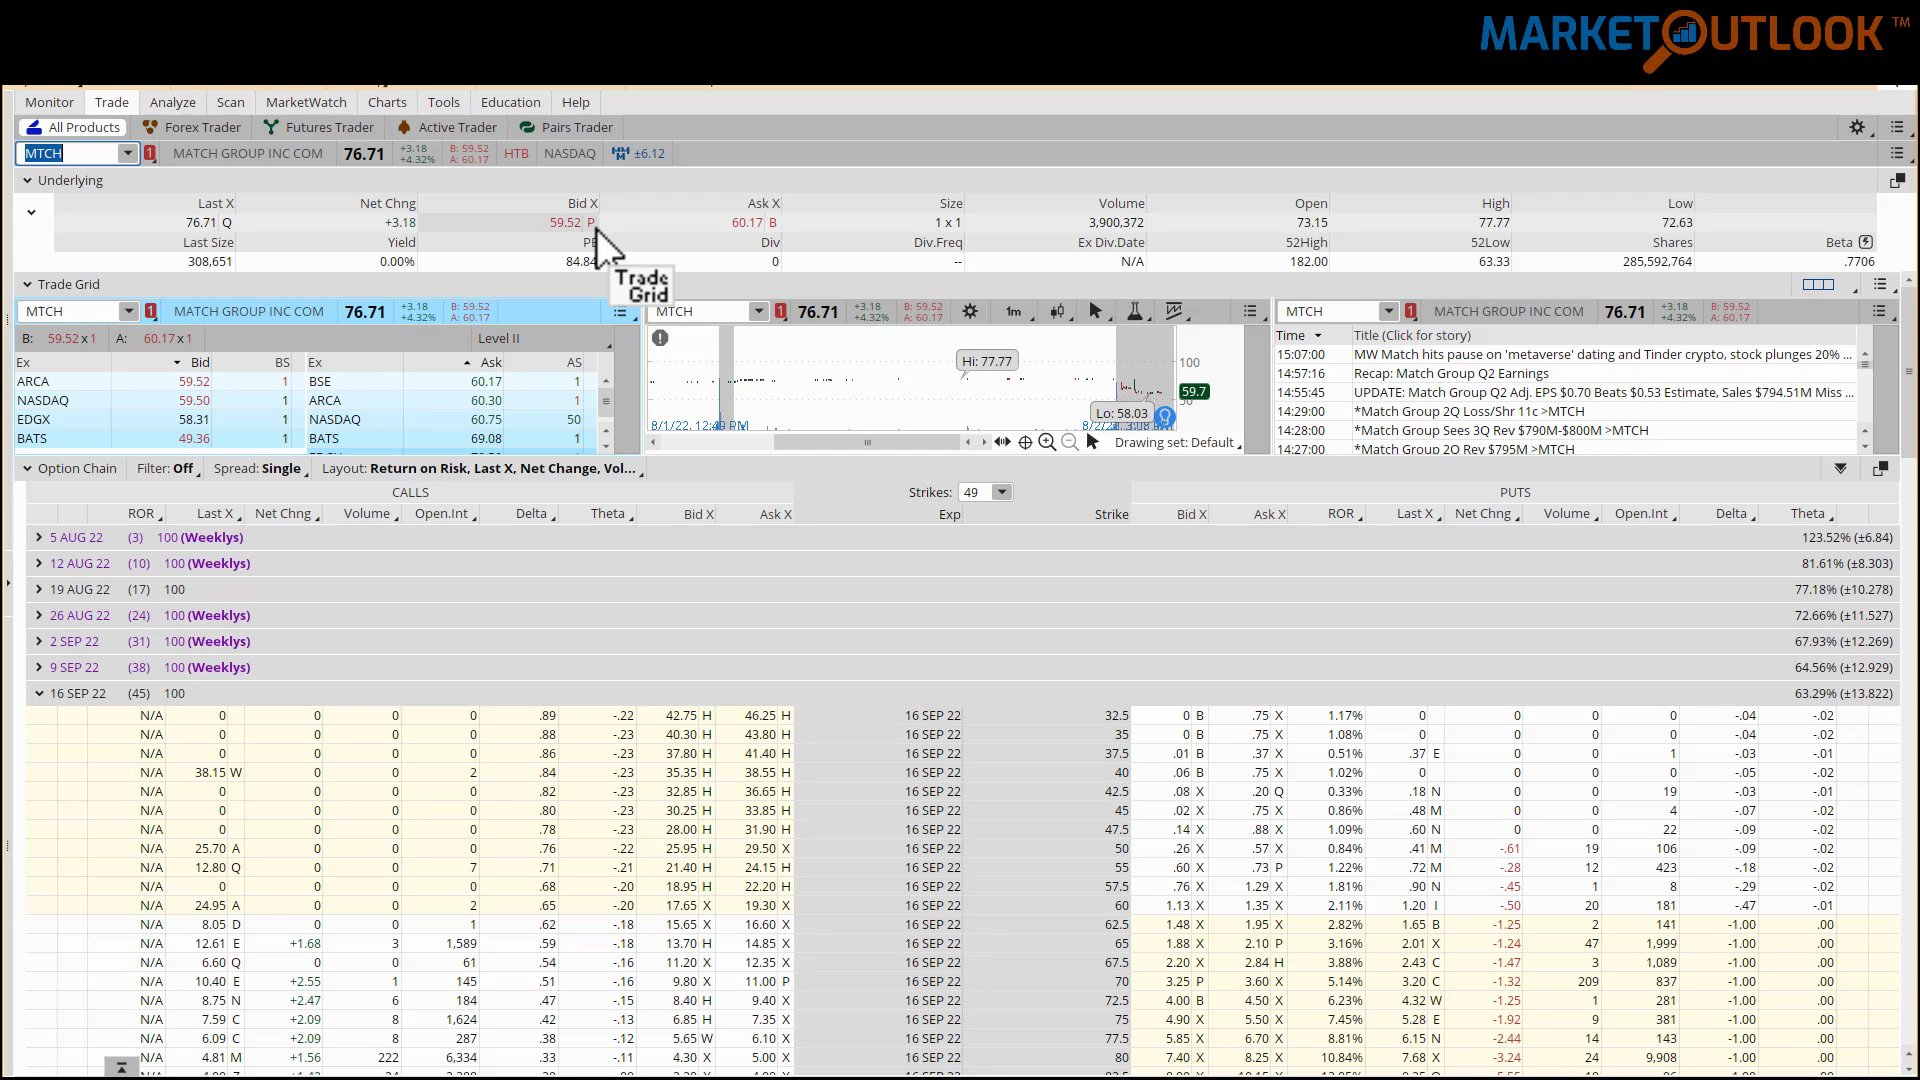 MARKETOUTLOOK™
Monitor Trade Analyze Scan MarketWatch Charts Tools Education Help
All Products Forex Trader Futures Trader Active Trader Pairs Trader
MTCH 1 MATCH GROUP INC COM 76.71 +3.18 +4.32% B: 59.52 A: 60.17 HTB NASDAQ MM ±6.12
Underlying
Last X Net Chng Bid X Ask X Size Volume Open High Low
76.71 Q +3.18 59.52 P 60.17 B 1 x 1 3,900,372 73.15 77.77 72.63
Last Size Yield PE Div Div.Freq Ex Div.Date 52High 52Low Shares Beta
308,651 0.00% 84.84 0 -- N/A 182.00 63.33 285,592,764 .7706
Trade Grid
Trade Grid
MTCH 1 MATCH GROUP INC COM 76.71 +3.18 +4.32% B: 59.52 A: 60.17
B: 59.52 x 1 A: 60.17 x 1 Level II
Ex Bid BS Ex Ask AS
ARCA 59.52 1 BSE 60.17 1
NASDAQ 59.50 1 ARCA 60.30 1
EDGX 58.31 1 NASDAQ 60.75 50
BATS 49.36 1 BATS 69.08 1
MTCH 1 76.71 +3.18 +4.32% B: 59.52 A: 60.17 1m
Hi: 77.77
100
59.7
Lo: 58.03
8/1/22, 12:49 PM 8/2/22, 3:08
Drawing set: Default
MTCH 1 MATCH GROUP INC COM 76.71 +3.18 +4.32% B: 59.52 A: 60.17
Time Title (Click for story)
15:07:00 MW Match hits pause on 'metaverse' dating and Tinder crypto, stock plunges 20% ...
14:57:16 Recap: Match Group Q2 Earnings
14:55:45 UPDATE: Match Group Q2 Adj. EPS $0.70 Beats $0.53 Estimate, Sales $794.51M Miss ...
14:29:00 *Match Group 2Q Loss/Shr 11c >MTCH
14:28:00 *Match Group Sees 3Q Rev $790M-$800M >MTCH
14:27:00 *Match Group 2Q Rev $795M >MTCH
Option Chain Filter: Off Spread: Single Layout: Return on Risk, Last X, Net Change, Vol...
CALLS Strikes: 49 PUTS
ROR Last X Net Chng Volume Open.Int Delta Theta Bid X Ask X Exp Strike Bid X Ask X ROR Last X Net Chng Volume Open.Int Delta Theta
5 AUG 22 (3) 100 (Weeklys) 123.52% (±6.84)
12 AUG 22 (10) 100 (Weeklys) 81.61% (±8.303)
19 AUG 22 (17) 100 77.18% (±10.278)
26 AUG 22 (24) 100 (Weeklys) 72.66% (±11.527)
2 SEP 22 (31) 100 (Weeklys) 67.93% (±12.269)
9 SEP 22 (38) 100 (Weeklys) 64.56% (±12.929)
16 SEP 22 (45) 100 63.29% (±13.822)
N/A 0 0 0 0 .89 -.22 42.75 H 46.25 H 16 SEP 22 32.5 0 B .75 X 1.17% 0 0 0 0 -.04 -.02
N/A 0 0 0 0 .88 -.23 40.30 H 43.80 H 16 SEP 22 35 0 B .75 X 1.08% 0 0 0 0 -.04 -.02
N/A 0 0 0 0 .86 -.23 37.80 H 41.40 H 16 SEP 22 37.5 .01 B .37 X 0.51% .37 E 0 0 1 -.03 -.01
N/A 38.15 W 0 0 2 .84 -.23 35.35 H 38.55 H 16 SEP 22 40 .06 B .75 X 1.02% 0 0 0 0 -.05 -.02
N/A 0 0 0 0 .82 -.23 32.85 H 36.65 H 16 SEP 22 42.5 .08 X .20 Q 0.33% .18 N 0 0 19 -.03 -.01
N/A 0 0 0 0 .80 -.23 30.25 H 33.85 H 16 SEP 22 45 .02 X .75 X 0.86% .48 M 0 0 4 -.07 -.02
N/A 0 0 0 0 .78 -.23 28.00 H 31.90 H 16 SEP 22 47.5 .14 X .88 X 1.09% .60 N 0 0 22 -.09 -.02
N/A 25.70 A 0 0 0 .76 -.22 25.95 H 29.50 X 16 SEP 22 50 .26 X .57 X 0.84% .41 M -.61 19 106 -.09 -.02
N/A 12.80 Q 0 0 7 .71 -.21 21.40 H 24.15 H 16 SEP 22 55 .60 X .73 P 1.22% .72 M -.28 12 423 -.18 -.02
N/A 0 0 0 0 .68 -.20 18.95 H 22.20 H 16 SEP 22 57.5 .76 X 1.29 X 1.81% .90 N -.45 1 8 -.29 -.02
N/A 24.95 A 0 0 2 .65 -.20 17.65 X 19.30 X 16 SEP 22 60 1.13 X 1.35 X 2.11% 1.20 I -.50 20 181 -.47 -.01
N/A 8.05 D 0 0 1 .62 -.18 15.65 X 16.60 X 16 SEP 22 62.5 1.48 X 1.95 X 2.82% 1.65 B -1.25 2 141 -1.00 .00
N/A 12.61 E +1.68 3 1,589 .59 -.18 13.70 H 14.85 X 16 SEP 22 65 1.88 X 2.10 P 3.16% 2.01 X -1.24 47 1,999 -1.00 .00
N/A 6.60 Q 0 0 61 .54 -.16 11.20 X 12.35 X 16 SEP 22 67.5 2.20 X 2.84 H 3.88% 2.43 C -1.47 3 1,089 -1.00 .00
N/A 10.40 E +2.55 1 145 .51 -.16 9.80 X 11.00 P 16 SEP 22 70 3.25 P 3.60 X 5.14% 3.20 C -1.32 209 837 -1.00 .00
N/A 8.75 N +2.47 6 184 .47 -.15 8.40 H 9.40 X 16 SEP 22 72.5 4.00 B 4.50 X 6.23% 4.32 W -1.25 1 281 -1.00 .00
N/A 7.59 C +2.09 8 1,624 .42 -.13 6.85 H 7.35 X 16 SEP 22 75 4.90 X 5.50 X 7.45% 5.28 E -1.92 9 381 -1.00 .00
N/A 6.09 C +2.09 8 287 .38 -.12 5.65 W 6.10 X 16 SEP 22 77.5 5.85 X 6.70 X 8.81% 6.15 N -2.44 14 143 -1.00 .00
N/A 4.81 M +1.56 222 6,334 .33 -.11 4.30 X 5.00 X 16 SEP 22 80 7.40 X 8.25 X 10.84% 7.68 X -3.24 24 9,908 -1.00 .00